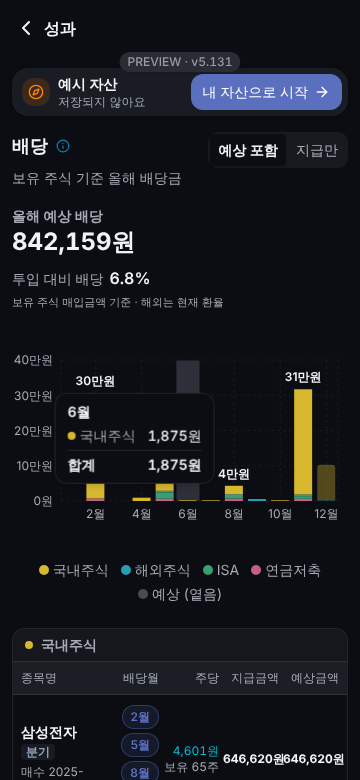 성과
PREVIEW · v5.131
예시 자산
저장되지 않아요
내 자산으로 시작 →
배당
예상 포함
지급만
보유 주식 기준 올해 배당금
올해 예상 배당
842,159원
투입 대비 배당 6.8%
보유 주식 매입금액 기준 · 해외는 현재 환율
40만원
30만원
20만원
10만원
0원
30만원
31만원
4만원
6월
국내주식 1,875원
합계 1,875원
2월 4월 6월 8월 10월 12월
국내주식 해외주식 ISA 연금저축
예상 (옅음)
국내주식
종목명 배당월 주당 지급금액 예상금액
삼성전자
분기
매수 2025-
2월
5월
8월
4,601원
보유 65주
646,620원
646,620원